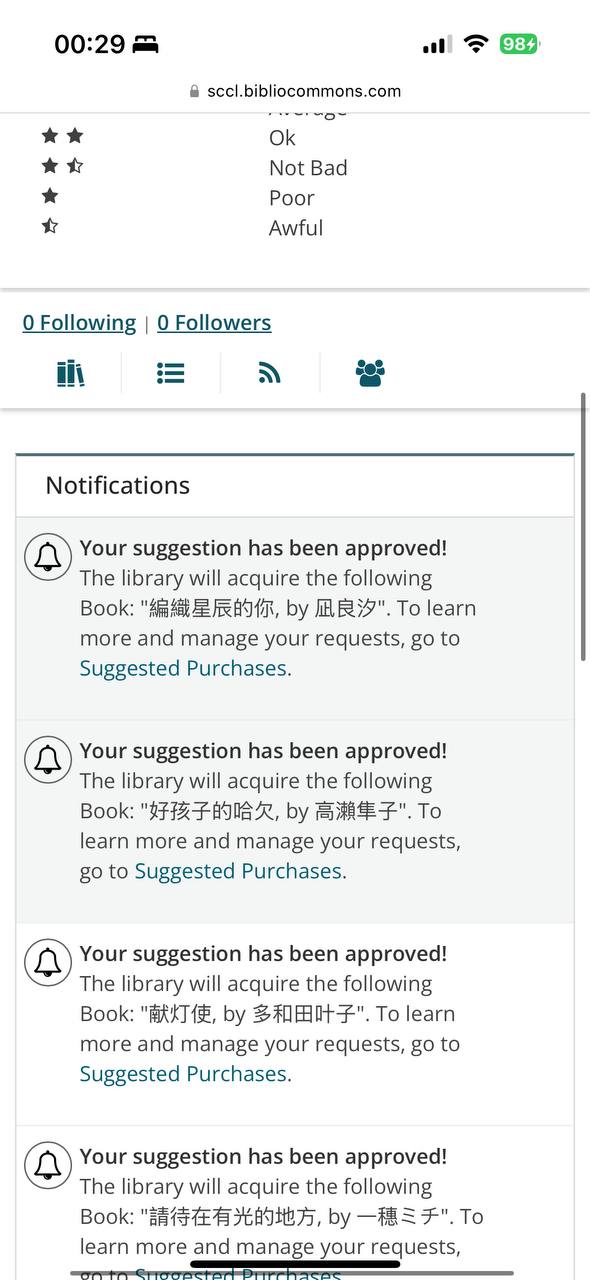 00:29
98
sccl.bibliocommons.com
Average
Ok
Not Bad
Poor
Awful
0 Following | 0 Followers
Notifications
Your suggestion has been approved!
The library will acquire the following
Book: "編織星辰的你, by 凪良汐". To learn
more and manage your requests, go to
Suggested Purchases.
Your suggestion has been approved!
The library will acquire the following
Book: "好孩子的哈欠, by 高瀨隼子". To
learn more and manage your requests,
go to Suggested Purchases.
Your suggestion has been approved!
The library will acquire the following
Book: "献灯使, by 多和田叶子". To learn
more and manage your requests, go to
Suggested Purchases.
Your suggestion has been approved!
The library will acquire the following
Book: "請待在有光的地方, by 一穗ミチ". To
learn more and manage your requests,
go to Suggested Purchases.